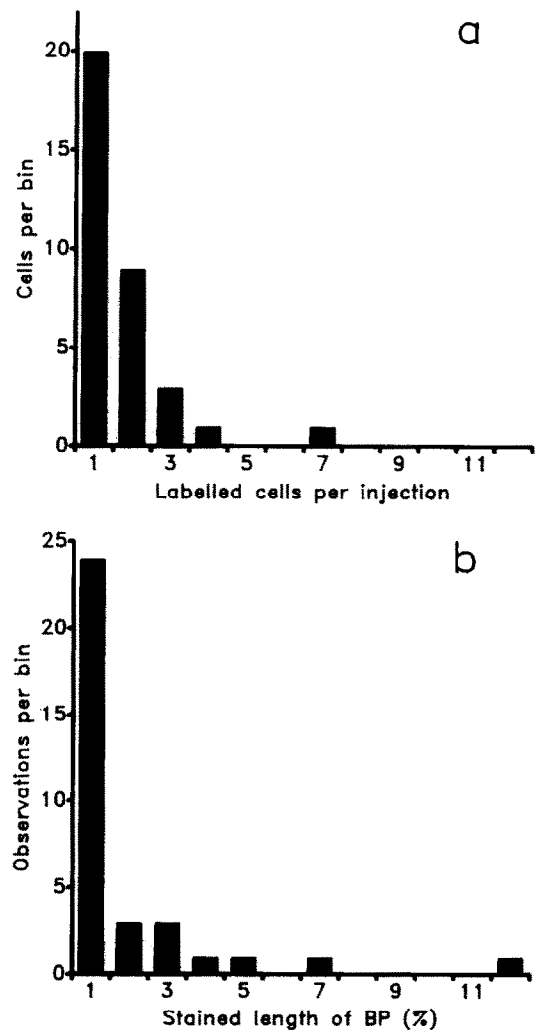 a
Cells per bin
20
15
10
5
0
1 3 5 7 9 11
Labelled cells per injection
b
Observations per bin
25
20
15
10
5
0
1 3 5 7 9 11
Stained length of BP (%)